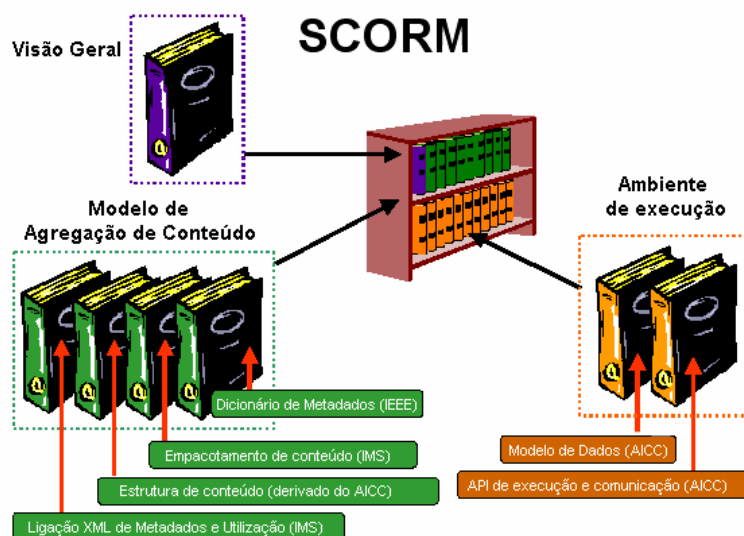 SCORM
Visão Geral
Modelo de
Agregação de Conteúdo
Ambiente
de execução
Dicionário de Metadados (IEEE)
Empacotamento de conteúdo (IMS)
Estrutura de conteúdo (derivado do AICC)
Ligação XML de Metadados e Utilização (IMS)
Modelo de Dados (AICC)
API de execução e comunicação (AICC)